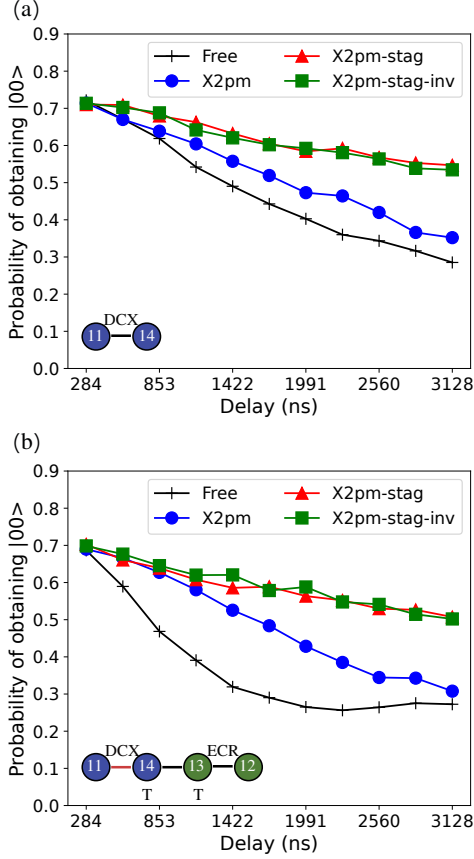 (a)
0.9
0.8
0.7
0.6
0.5
0.4
0.3
0.2
0.1
0.0
Probability of obtaining |00>
Free
X2pm
X2pm-stag
X2pm-stag-inv
DCX
11
14
284
853
1422
1991
2560
3128
Delay (ns)
(b)
0.9
0.8
0.7
0.6
0.5
0.4
0.3
0.2
0.1
0.0
Probability of obtaining |00>
Free
X2pm
X2pm-stag
X2pm-stag-inv
DCX
ECR
11
14
13
12
T
T
284
853
1422
1991
2560
3128
Delay (ns)